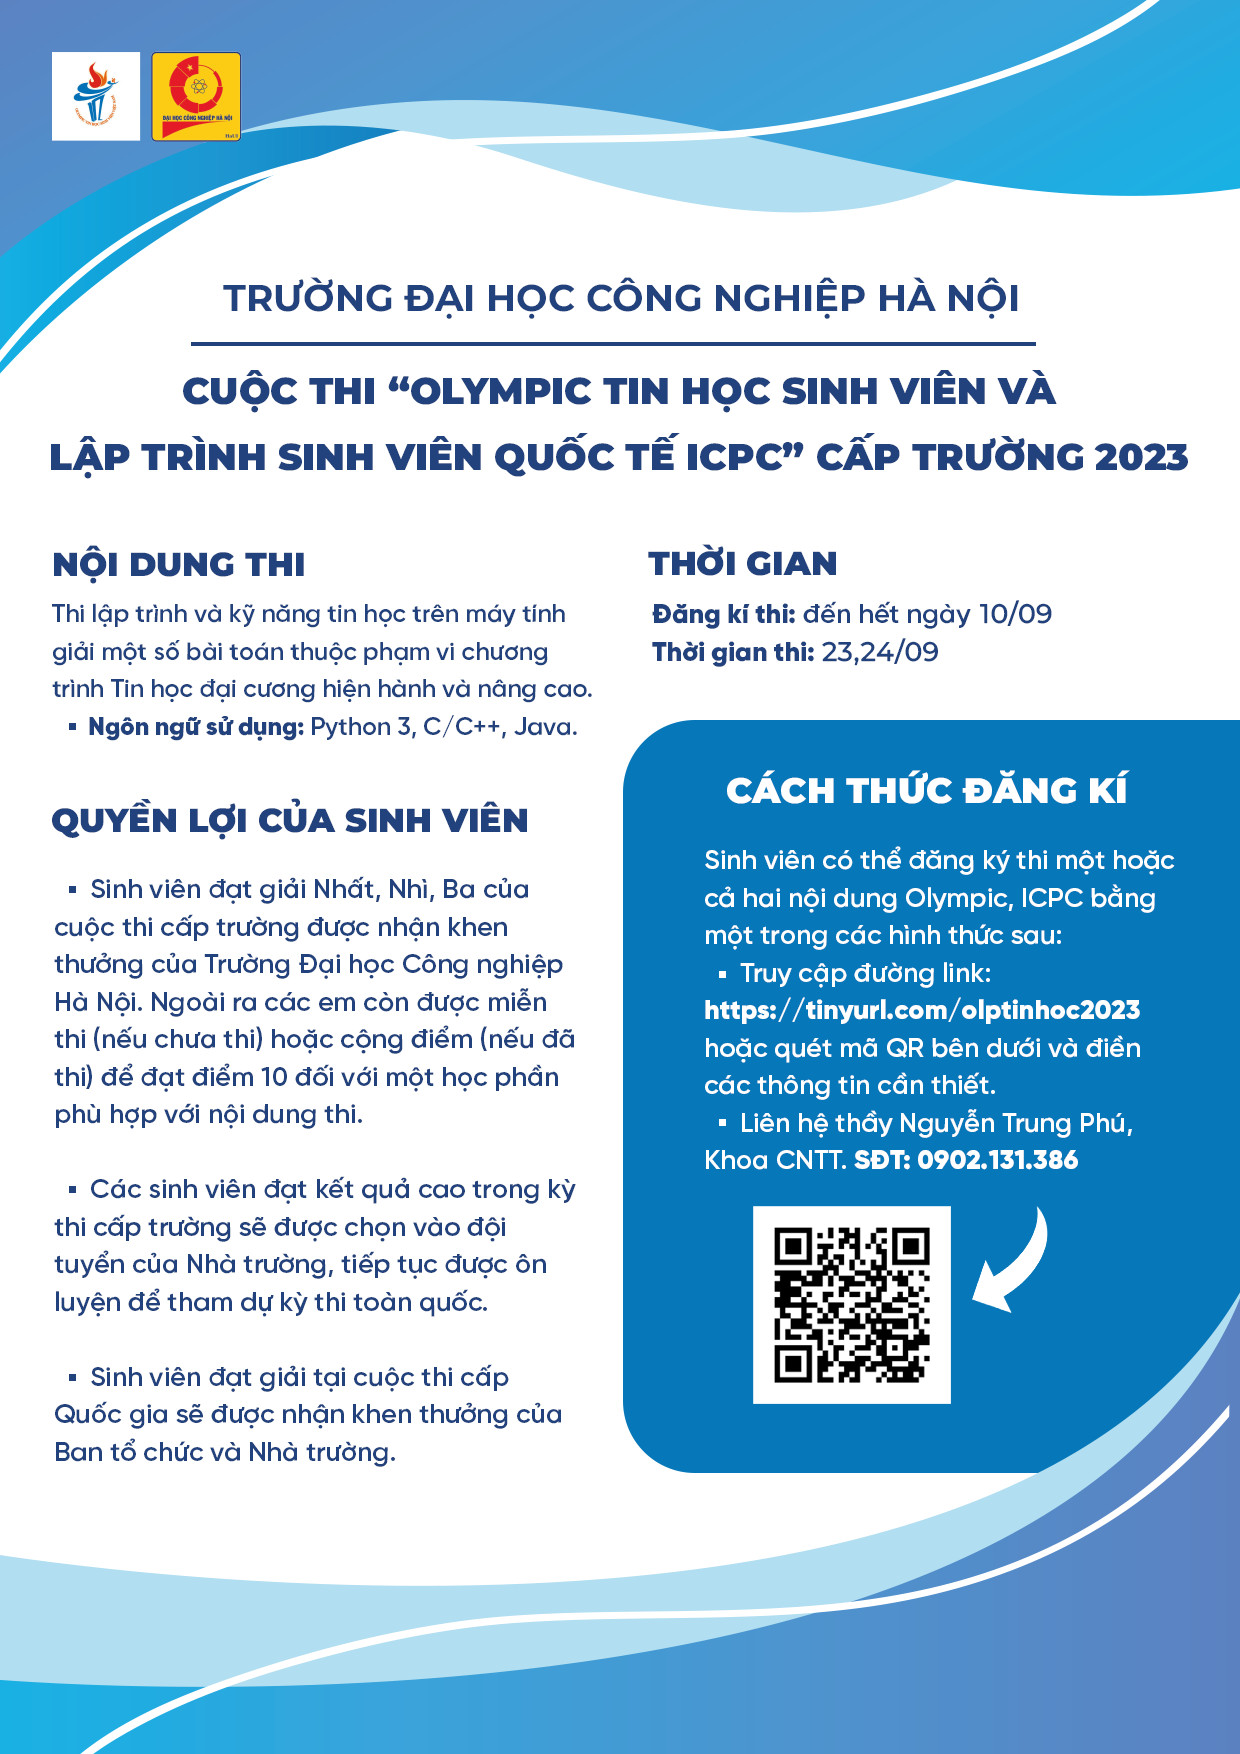 ĐẠI HỌC CÔNG NGHIỆP HÀ NỘI
HaUI
TRƯỜNG ĐẠI HỌC CÔNG NGHIỆP HÀ NỘI
CUỘC THI “OLYMPIC TIN HỌC SINH VIÊN VÀ
LẬP TRÌNH SINH VIÊN QUỐC TẾ ICPC” CẤP TRƯỜNG 2023
NỘI DUNG THI
Thi lập trình và kỹ năng tin học trên máy tính
giải một số bài toán thuộc phạm vi chương
trình Tin học đại cương hiện hành và nâng cao.
▪ Ngôn ngữ sử dụng: Python 3, C/C++, Java.
QUYỀN LỢI CỦA SINH VIÊN
▪ Sinh viên đạt giải Nhất, Nhì, Ba của
cuộc thi cấp trường được nhận khen
thưởng của Trường Đại học Công nghiệp
Hà Nội. Ngoài ra các em còn được miễn
thi (nếu chưa thi) hoặc cộng điểm (nếu đã
thi) để đạt điểm 10 đối với một học phần
phù hợp với nội dung thi.
▪ Các sinh viên đạt kết quả cao trong kỳ
thi cấp trường sẽ được chọn vào đội
tuyển của Nhà trường, tiếp tục được ôn
luyện để tham dự kỳ thi toàn quốc.
▪ Sinh viên đạt giải tại cuộc thi cấp
Quốc gia sẽ được nhận khen thưởng của
Ban tổ chức và Nhà trường.
THỜI GIAN
Đăng kí thi: đến hết ngày 10/09
Thời gian thi: 23,24/09
CÁCH THỨC ĐĂNG KÍ
Sinh viên có thể đăng ký thi một hoặc
cả hai nội dung Olympic, ICPC bằng
một trong các hình thức sau:
▪ Truy cập đường link:
https://tinyurl.com/olptinhoc2023
hoặc quét mã QR bên dưới và điền
các thông tin cần thiết.
▪ Liên hệ thầy Nguyễn Trung Phú,
Khoa CNTT. SĐT: 0902.131.386